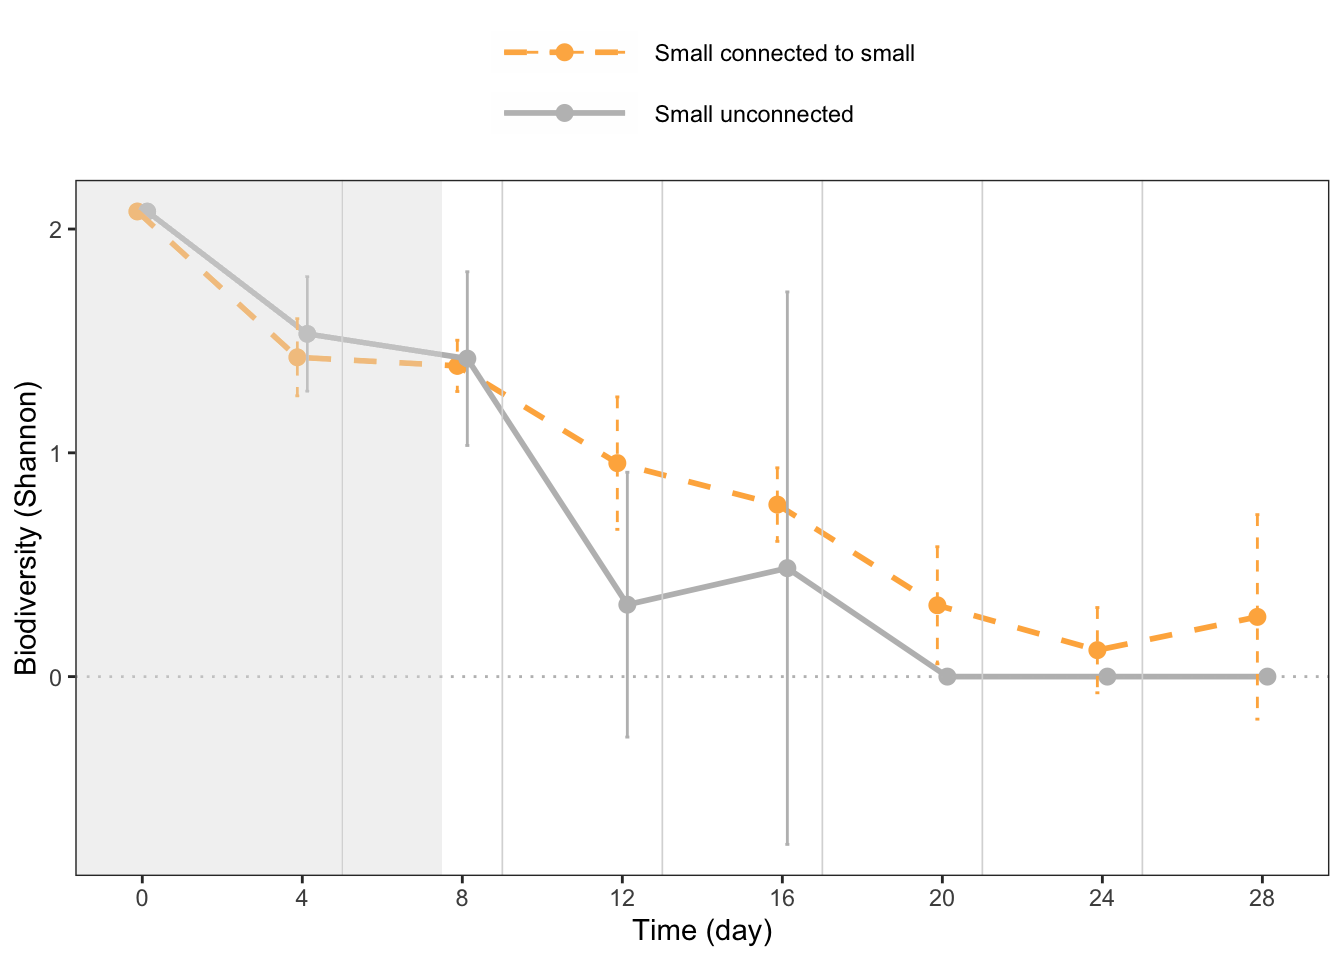 Small connected to small
Small unconnected
Biodiversity (Shannon)
2
1
0
0 4 8 12 16 20 24 28
Time (day)